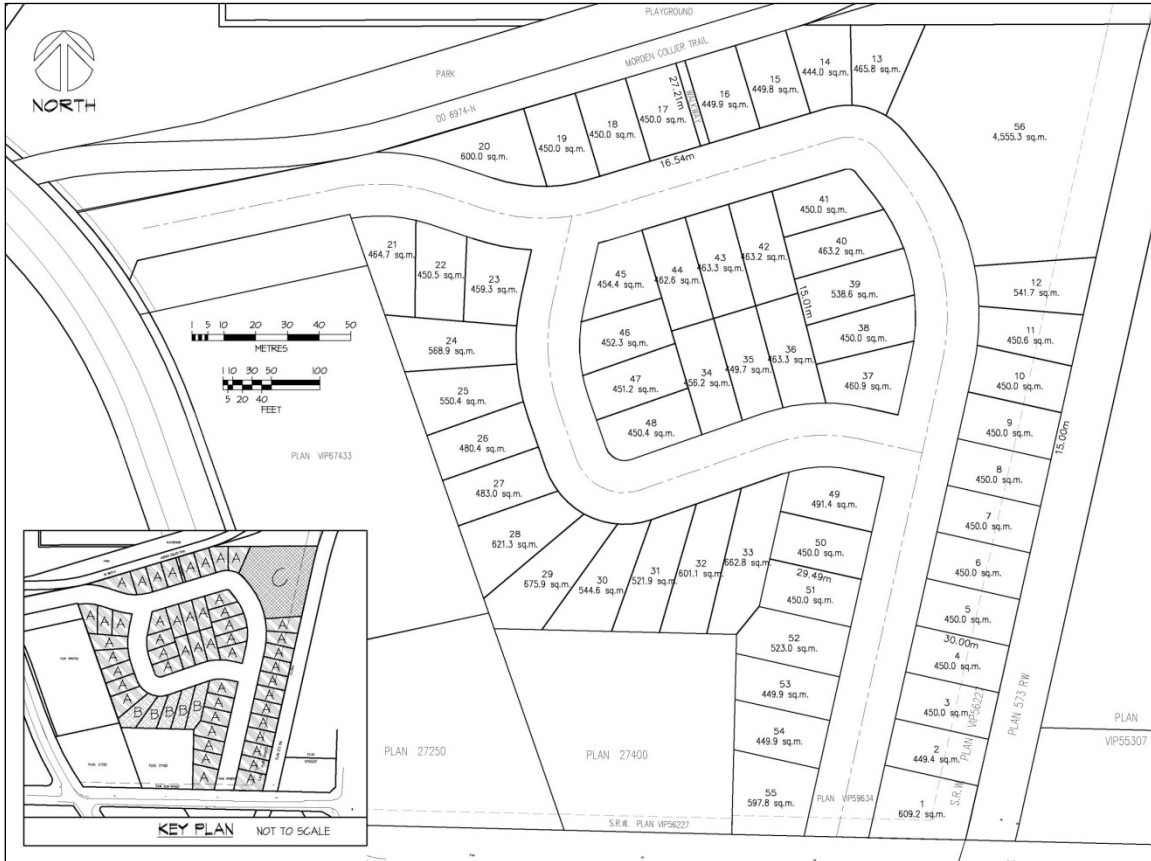 PLAYGROUND
MORDEN COLLIER TRAIL
PARK
DD 6974-N
NORTH
WALKWAY
27.21m
16.54m
13
465.8 sq.m.
14
444.0 sq.m.
15
449.8 sq.m.
16
449.9 sq.m.
17
450.0 sq.m.
18
450.0 sq.m.
19
450.0 sq.m.
20
600.0 sq.m.
56
4,555.3 sq.m.
21
464.7 sq.m.
22
450.5 sq.m.
23
459.3 sq.m.
24
568.9 sq.m.
25
550.4 sq.m.
26
480.4 sq.m.
27
483.0 sq.m.
28
621.3 sq.m.
29
675.9 sq.m.
30
544.6 sq.m.
31
521.9 sq.m.
32
601.1 sq.m.
33
662.8 sq.m.
41
450.0 sq.m.
40
463.2 sq.m.
39
538.6 sq.m.
38
450.0 sq.m.
37
460.9 sq.m.
15.01m
42
463.2 sq.m.
43
463.3 sq.m.
44
462.6 sq.m.
45
454.4 sq.m.
46
452.3 sq.m.
47
451.2 sq.m.
48
450.4 sq.m.
34
456.2 sq.m.
35
449.7 sq.m.
36
463.3 sq.m.
12
541.7 sq.m.
11
450.6 sq.m.
10
450.0 sq.m.
9
450.0 sq.m.
8
450.0 sq.m.
7
450.0 sq.m.
6
450.0 sq.m.
5
450.0 sq.m.
30.00m
4
450.0 sq.m.
3
450.0 sq.m.
2
449.4 sq.m.
1
609.2 sq.m.
15.00m
49
491.4 sq.m.
50
450.0 sq.m.
29.49m
51
450.0 sq.m.
52
523.0 sq.m.
53
449.9 sq.m.
54
449.9 sq.m.
55
597.8 sq.m.
1 5 10 20 30 40 50
METRES
1 10 30 50 100
5 20 40
FEET
PLAN VIP67433
PLAN 27250
PLAN 27400
PLAN VIP59634
S.R.W. PLAN VIP56227
S.R.W. PLAN VIP5622
PLAN 573 RW
PLAN
VIP55307
A A A A A A A A
C
A A A
A A A A A
A A A A
B B B B B
KEY PLAN NOT TO SCALE